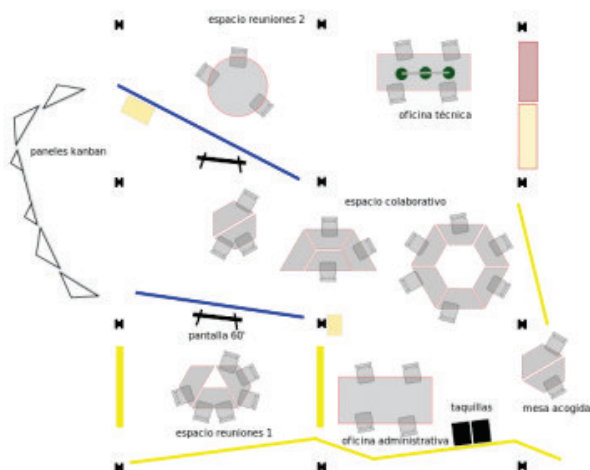 espacio reuniones 2
oficina técnica
paneles kanban
espacio colaborativo
pantalla 60'
taquillas
mesa acogida
espacio reuniones 1
oficina administrativa